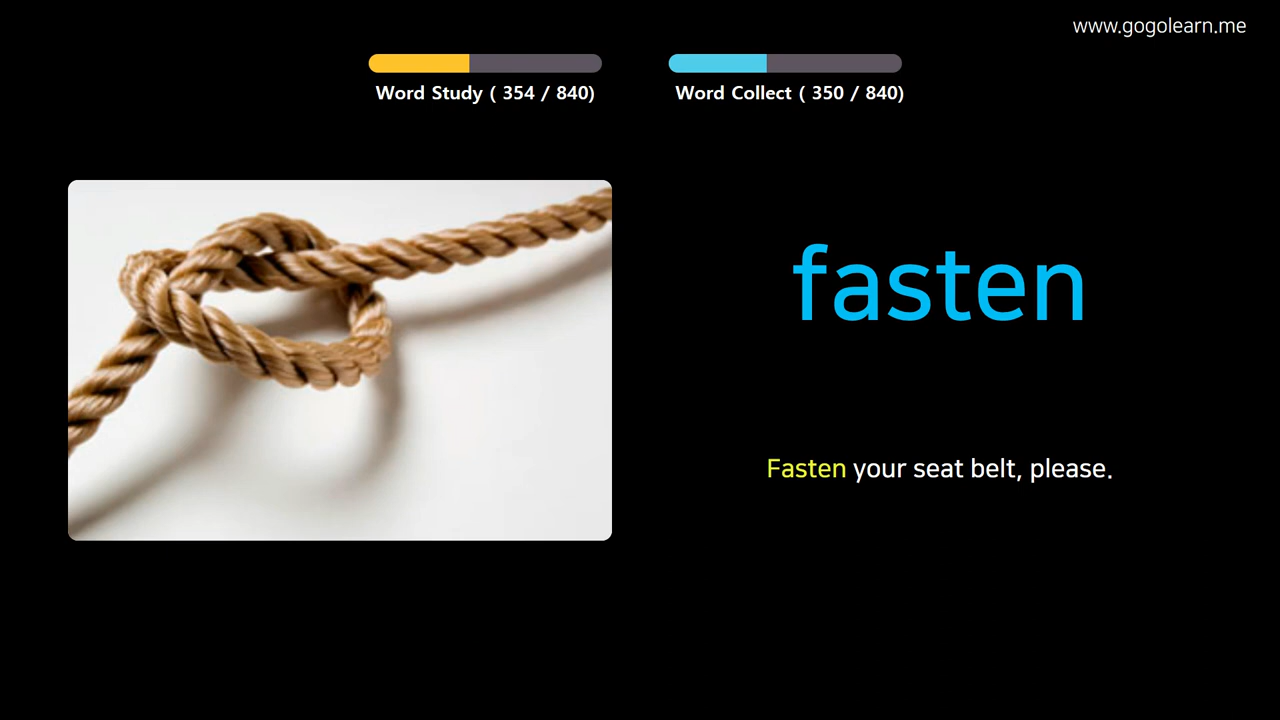 www.gogolearn.me
Word Study ( 354 / 840)
Word Collect ( 350 / 840)
fasten
Fasten your seat belt, please.